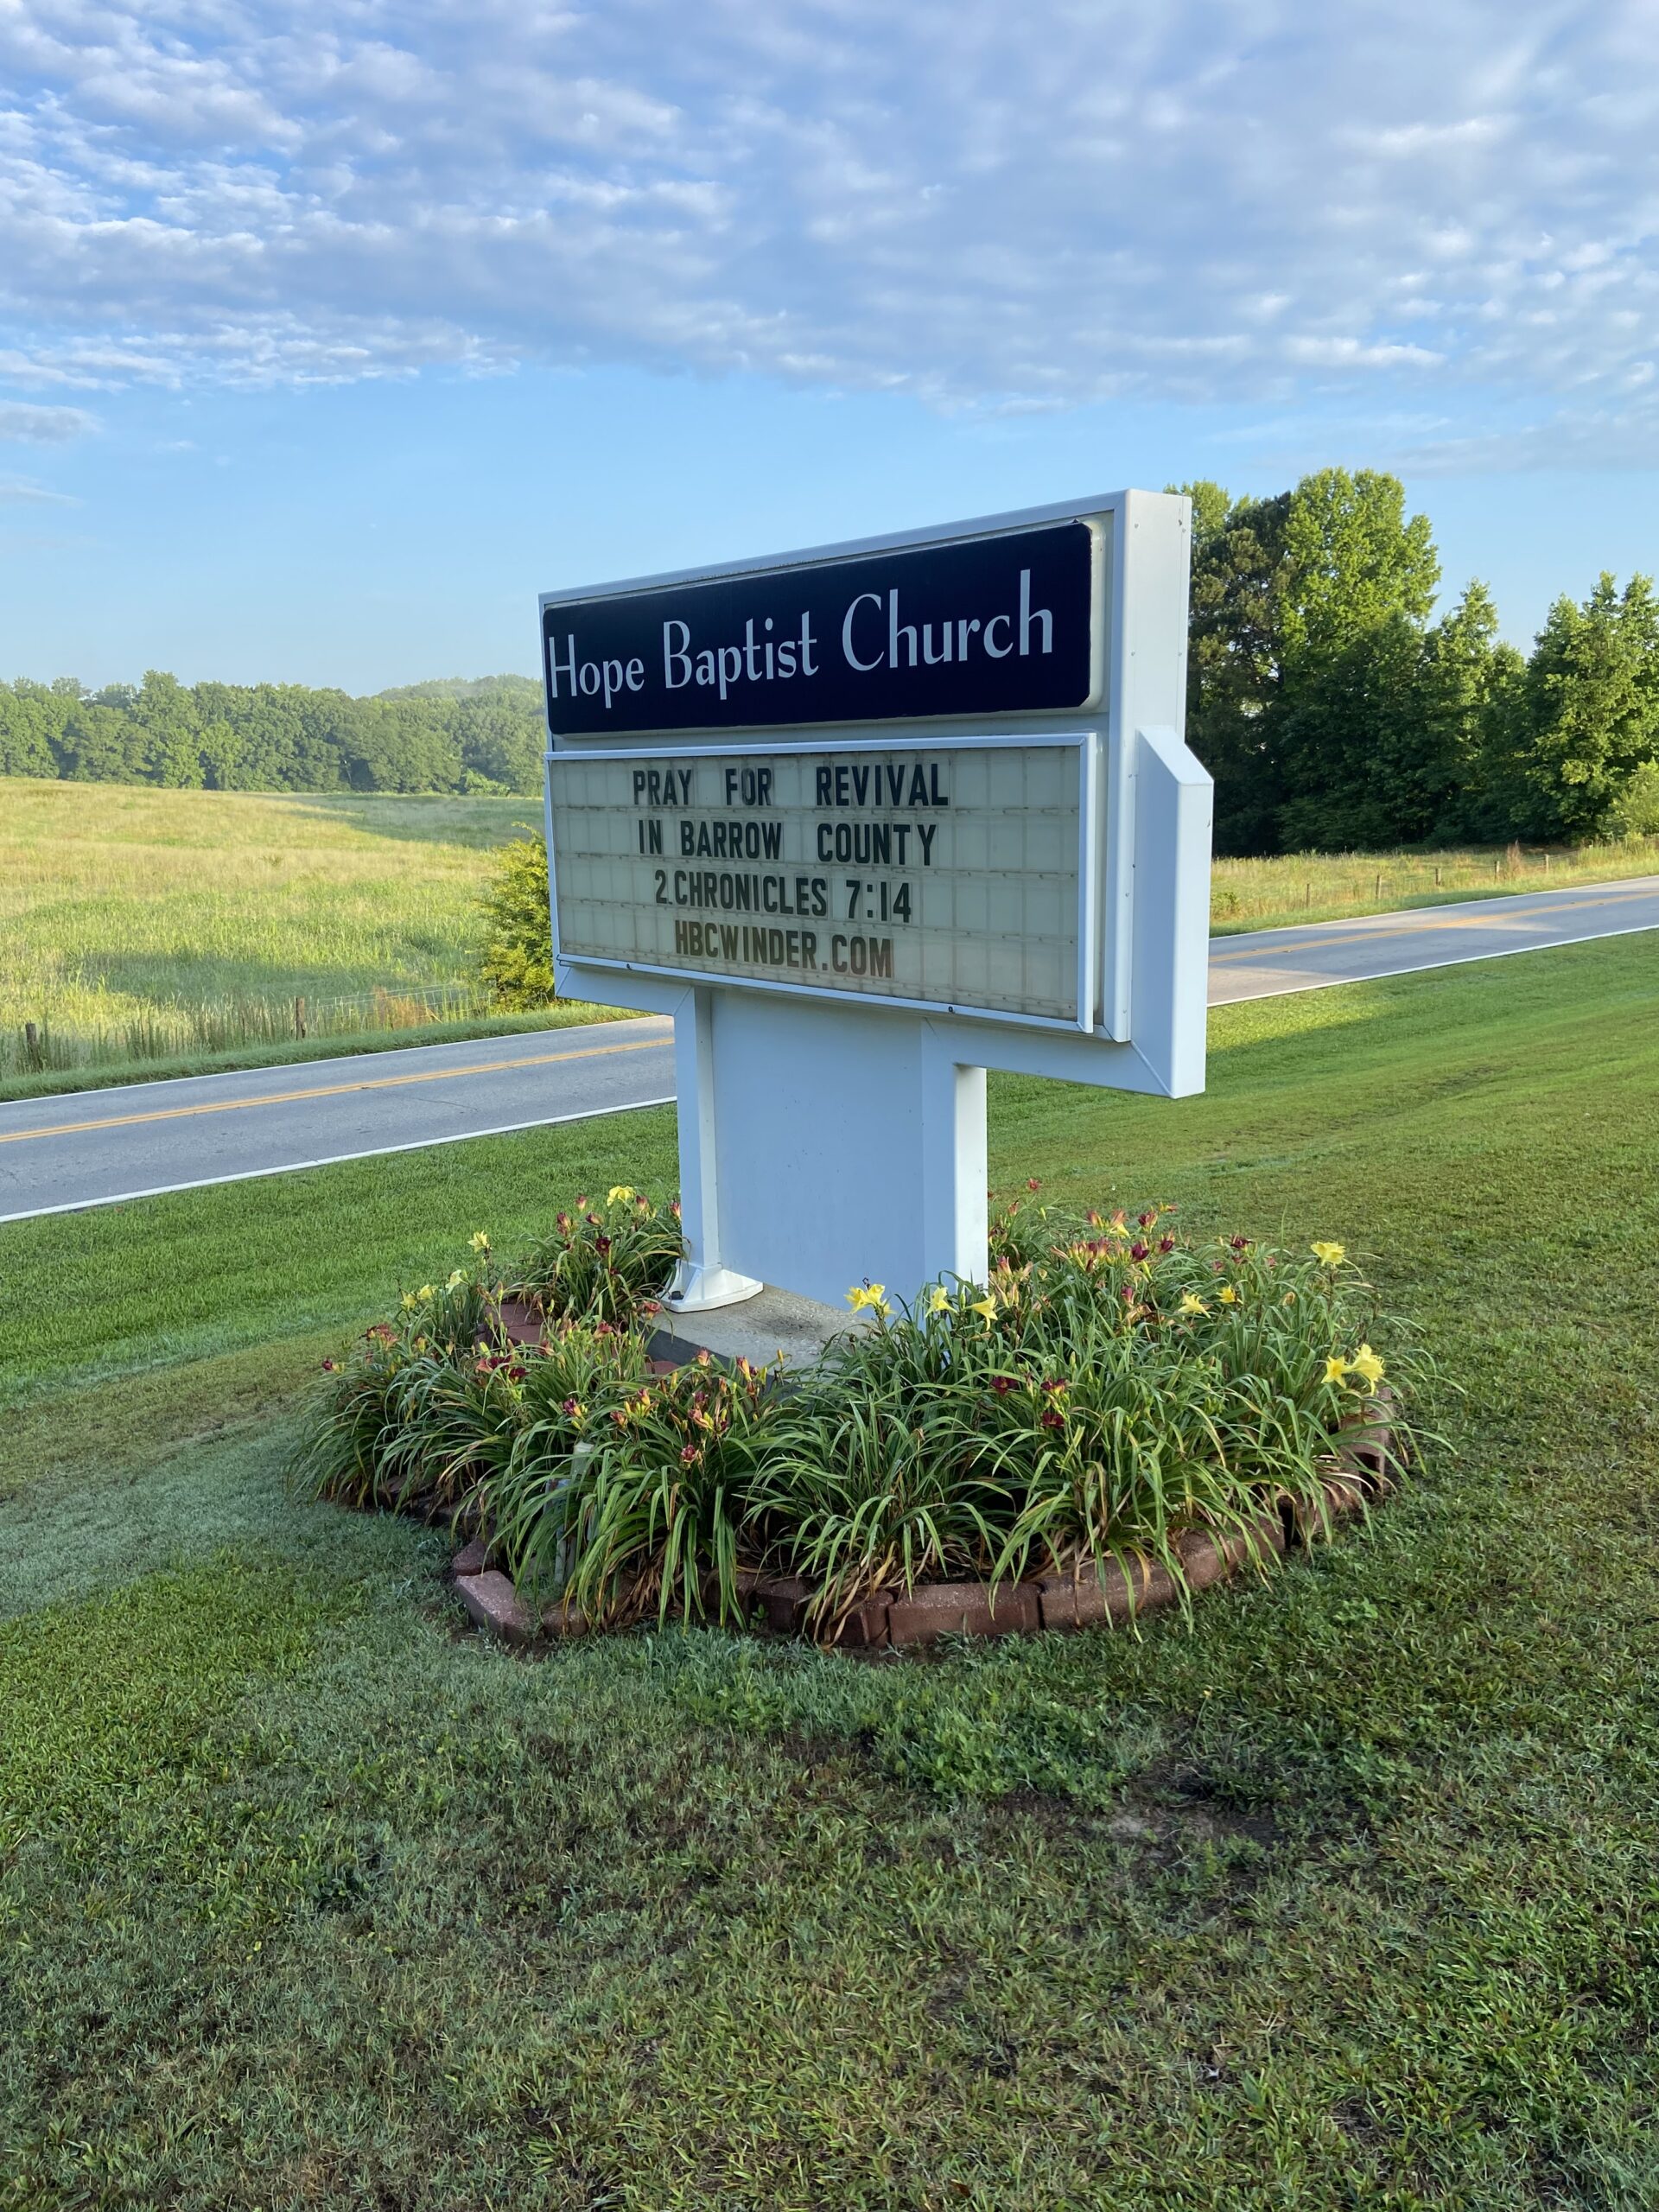 Hope Baptist Church
PRAY FOR REVIVAL
IN BARROW COUNTY
2 CHRONICLES 7:14
HBCWINDER.COM